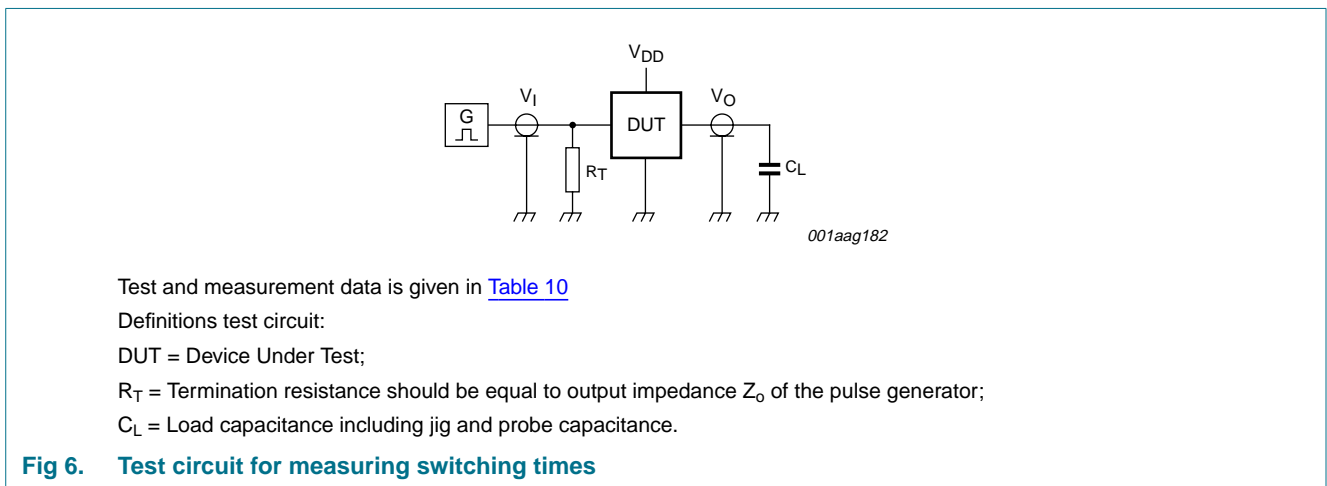 VDD
VI
VO
G
DUT
RT
CL
001aag182
Test and measurement data is given in Table 10
Definitions test circuit:
DUT = Device Under Test;
RT = Termination resistance should be equal to output impedance Zo of the pulse generator;
CL = Load capacitance including jig and probe capacitance.
Fig 6. Test circuit for measuring switching times